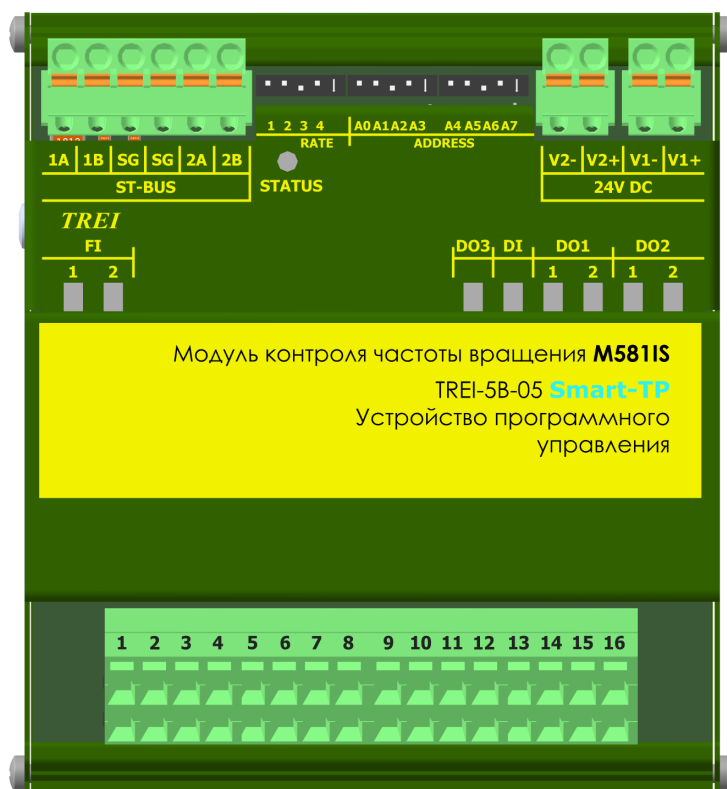 1 2 3 4 A0 A1 A2 A3 A4 A5 A6 A7
RATE ADDRESS
1A 1B SG SG 2A 2B
ST-BUS
STATUS
V2- V2+ V1- V1+
24V DC
TREI
FI
1 2
DO3 DI DO1 DO2
1 2 1 2
Модуль контроля частоты вращения M581IS
TREI-5B-05 Smart-TP
Устройство программного
управления
1 2 3 4 5 6 7 8 9 10 11 12 13 14 15 16